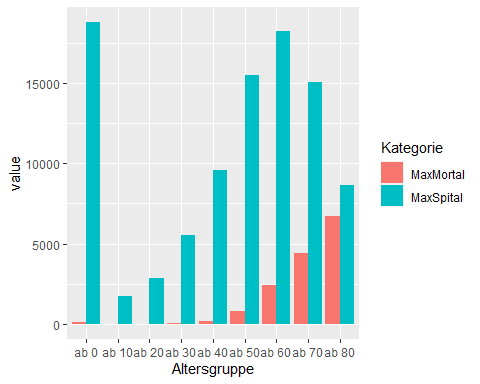 value
15000
10000
5000
0
ab 0 ab 10 ab 20 ab 30 ab 40 ab 50 ab 60 ab 70 ab 80
Altersgruppe
Kategorie
MaxMortal
MaxSpital